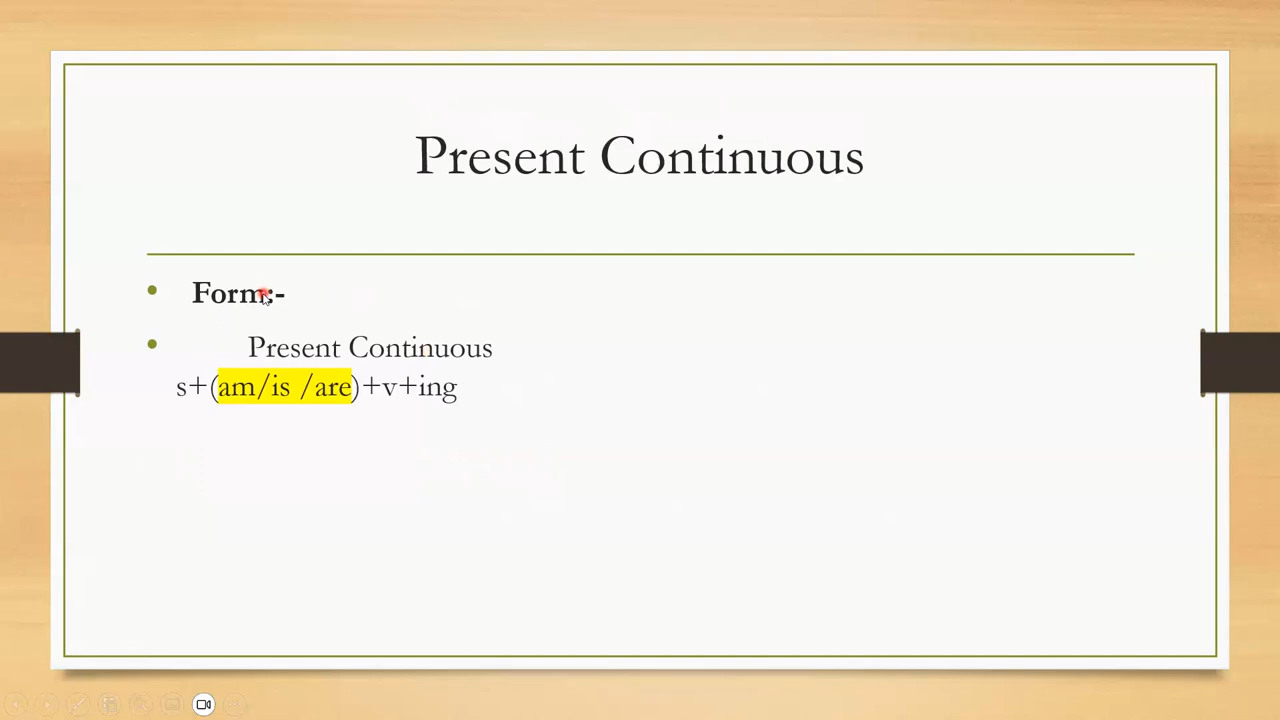 Present Continuous
• Form:-
• Present Continuous
s+(am/is /are)+v+ing